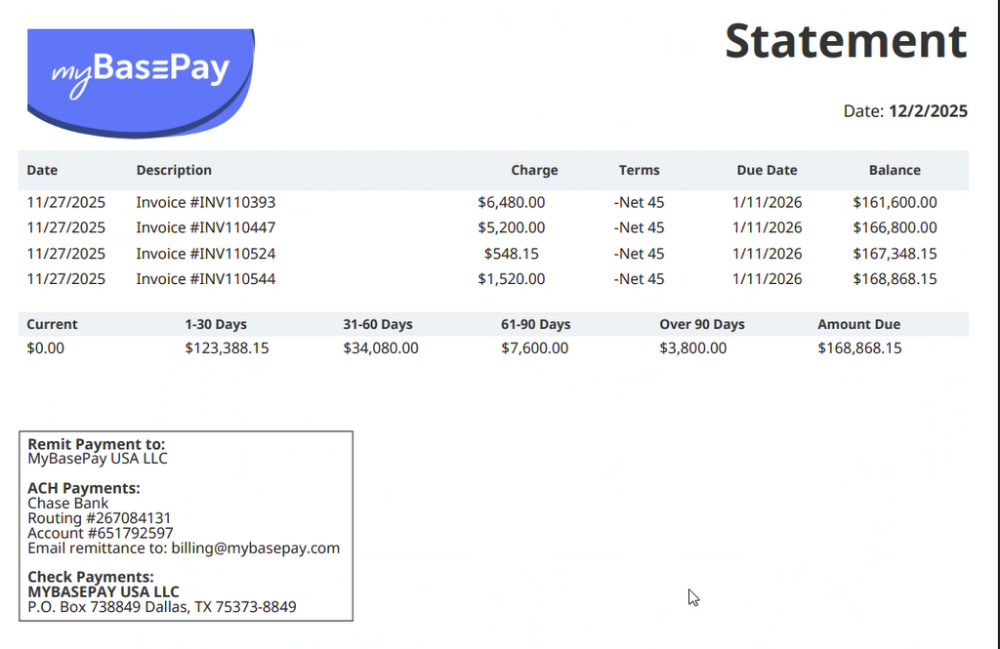 myBasePay
Statement
Date: 12/2/2025
Date Description Charge Terms Due Date Balance
11/27/2025 Invoice #INV110393 $6,480.00 -Net 45 1/11/2026 $161,600.00
11/27/2025 Invoice #INV110447 $5,200.00 -Net 45 1/11/2026 $166,800.00
11/27/2025 Invoice #INV110524 $548.15 -Net 45 1/11/2026 $167,348.15
11/27/2025 Invoice #INV110544 $1,520.00 -Net 45 1/11/2026 $168,868.15
Current 1-30 Days 31-60 Days 61-90 Days Over 90 Days Amount Due
$0.00 $123,388.15 $34,080.00 $7,600.00 $3,800.00 $168,868.15
Remit Payment to:
MyBasePay USA LLC
ACH Payments:
Chase Bank
Routing #267084131
Account #651792597
Email remittance to: billing@mybasepay.com
Check Payments:
MYBASEPAY USA LLC
P.O. Box 738849 Dallas, TX 75373-8849